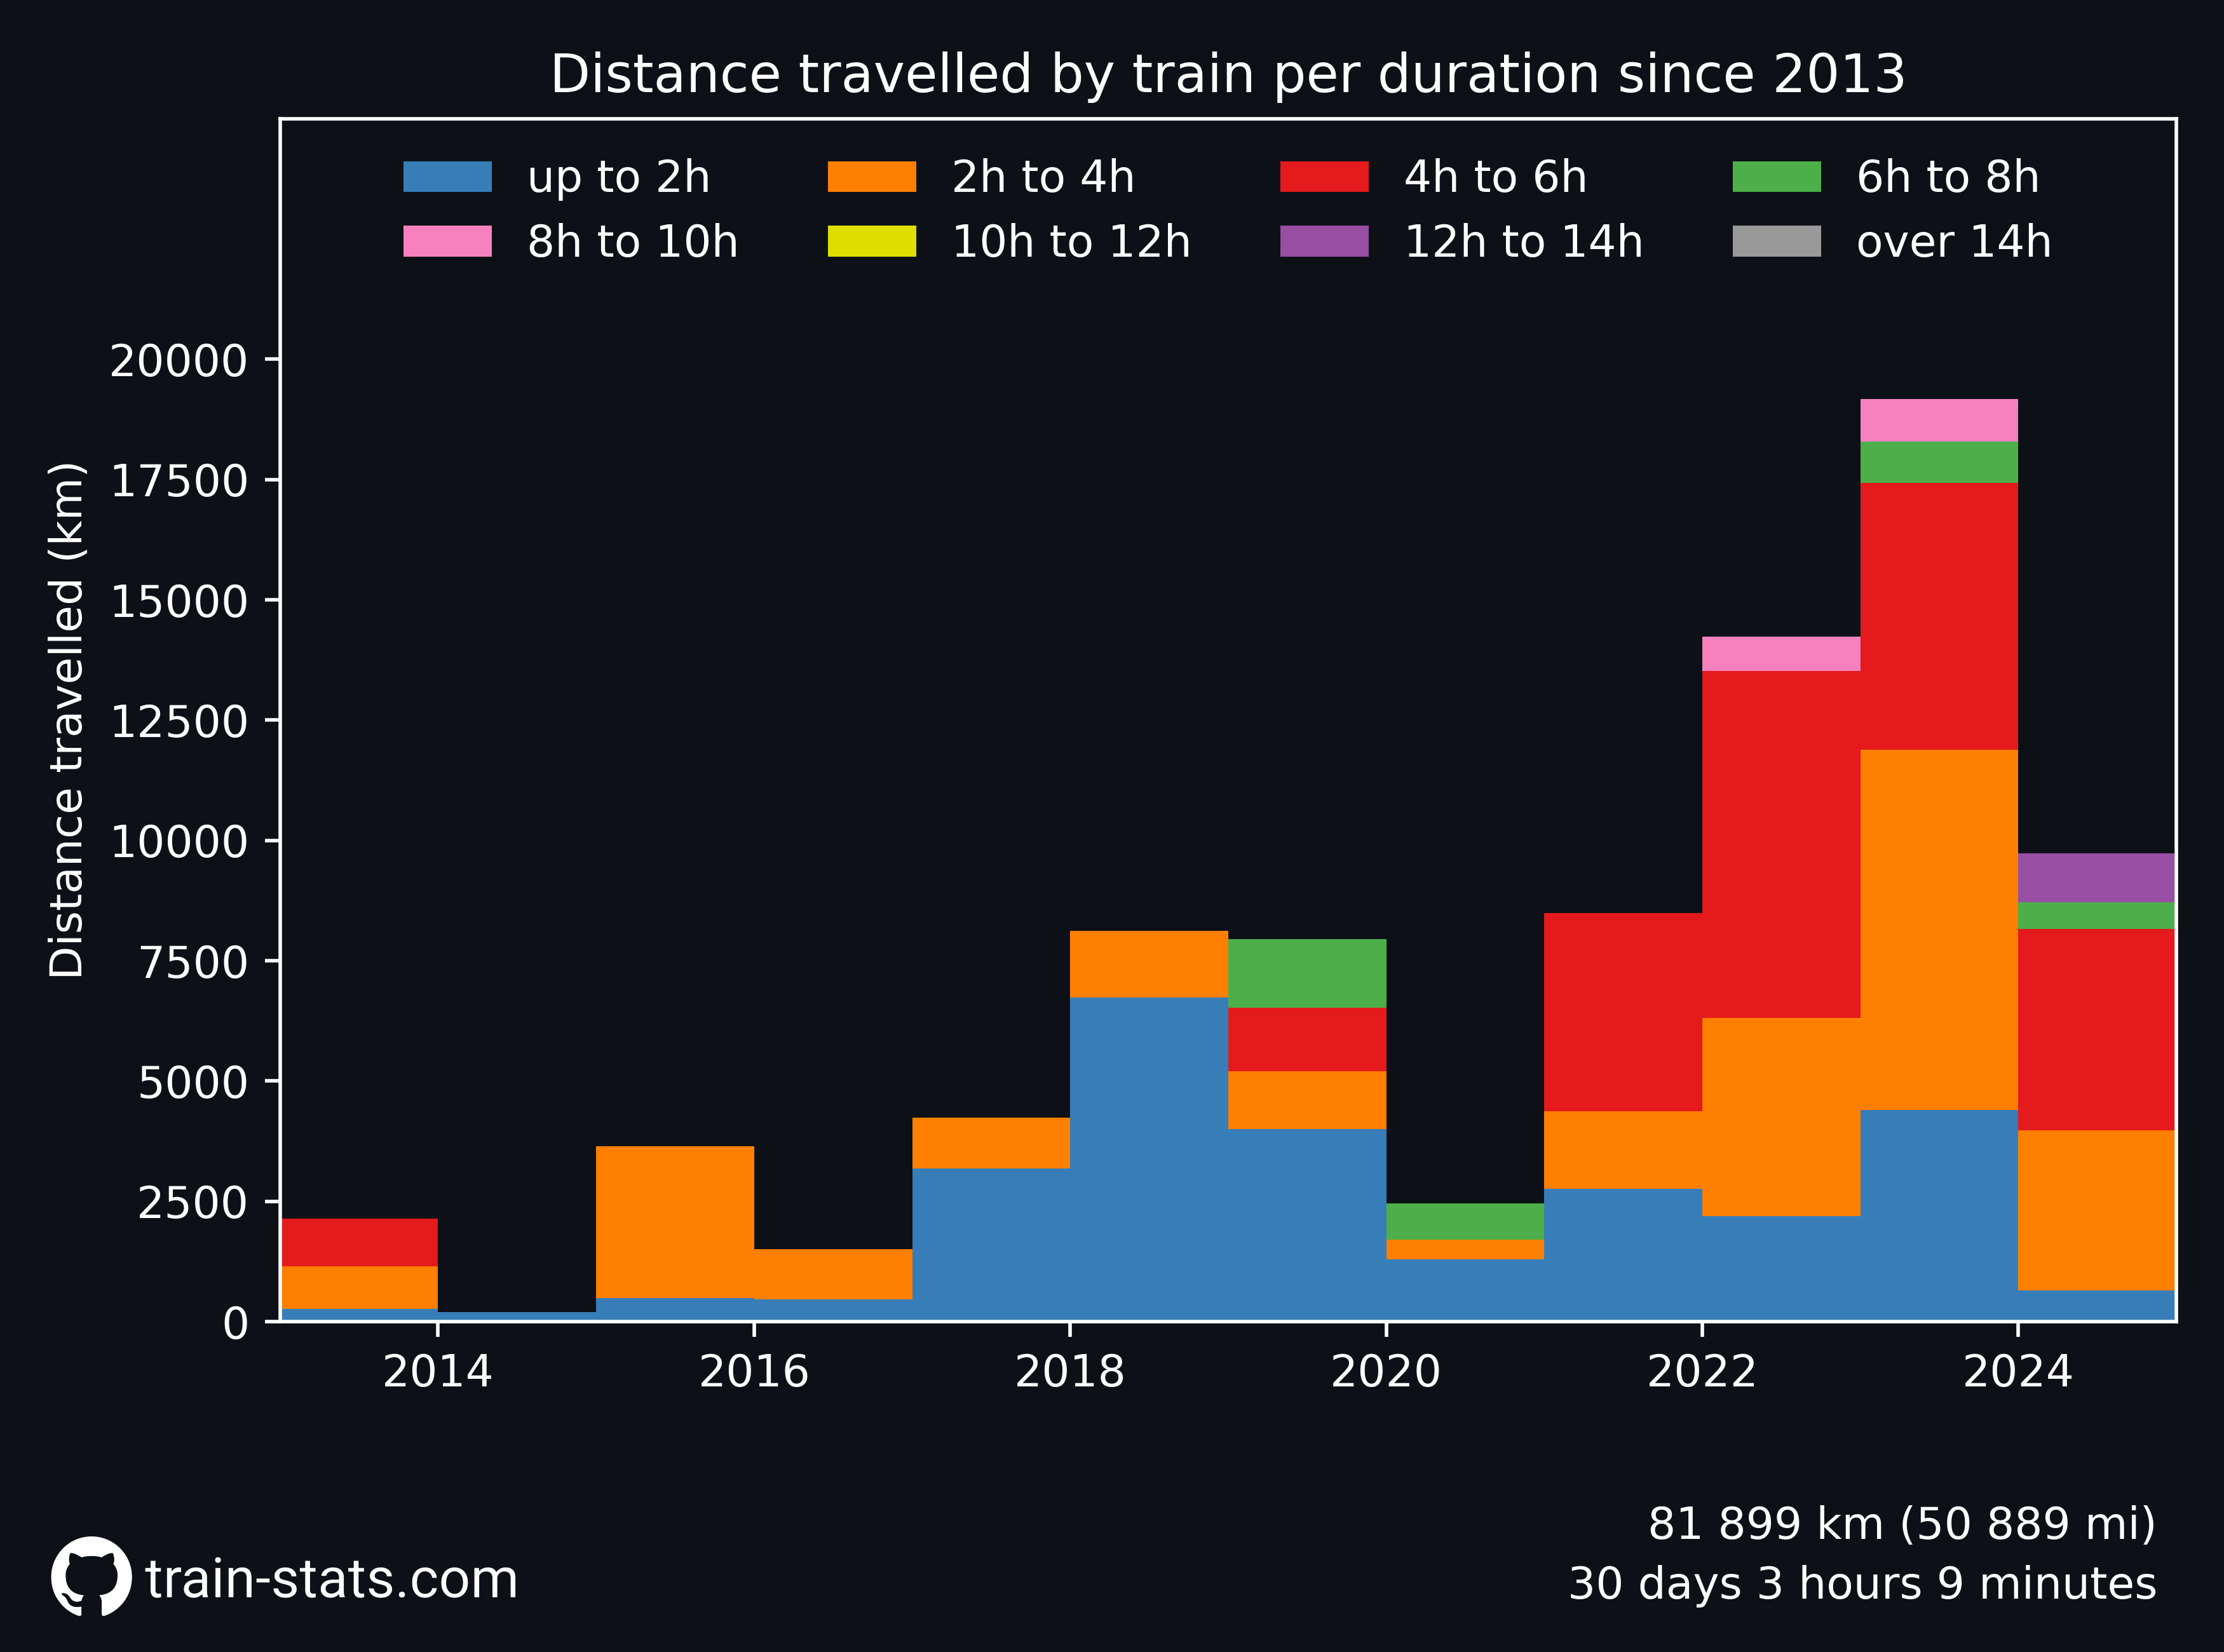 Distance travelled by train per duration since 2013
up to 2h
2h to 4h
4h to 6h
6h to 8h
8h to 10h
10h to 12h
12h to 14h
over 14h
Distance travelled (km)
20000
17500
15000
12500
10000
7500
5000
2500
0
2014
2016
2018
2020
2022
2024
81 899 km (50 889 mi)
30 days 3 hours 9 minutes
train-stats.com